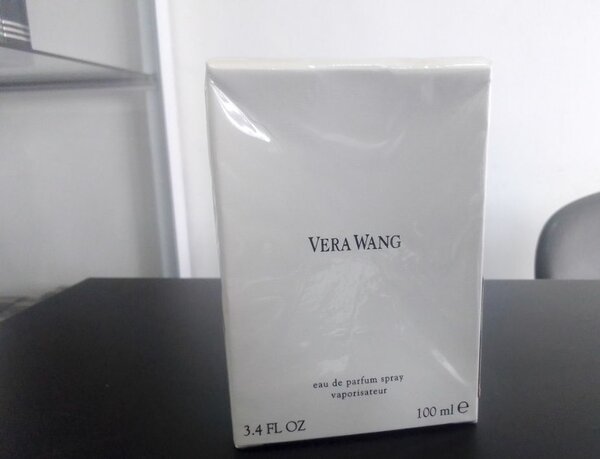 VERA WANG
eau de parfum spray
vaporisateur
3.4 FL OZ
100 ml ℮